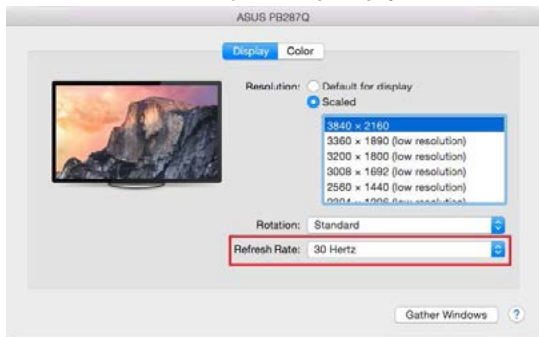 ASUS PB287Q
Display Color
Resolution: Default for display
Scaled
3840 × 2160
3360 × 1890 (low resolution)
3200 × 1800 (low resolution)
3008 × 1692 (low resolution)
2560 × 1440 (low resolution)
Rotation: Standard
Refresh Rate: 30 Hertz
Gather Windows ?